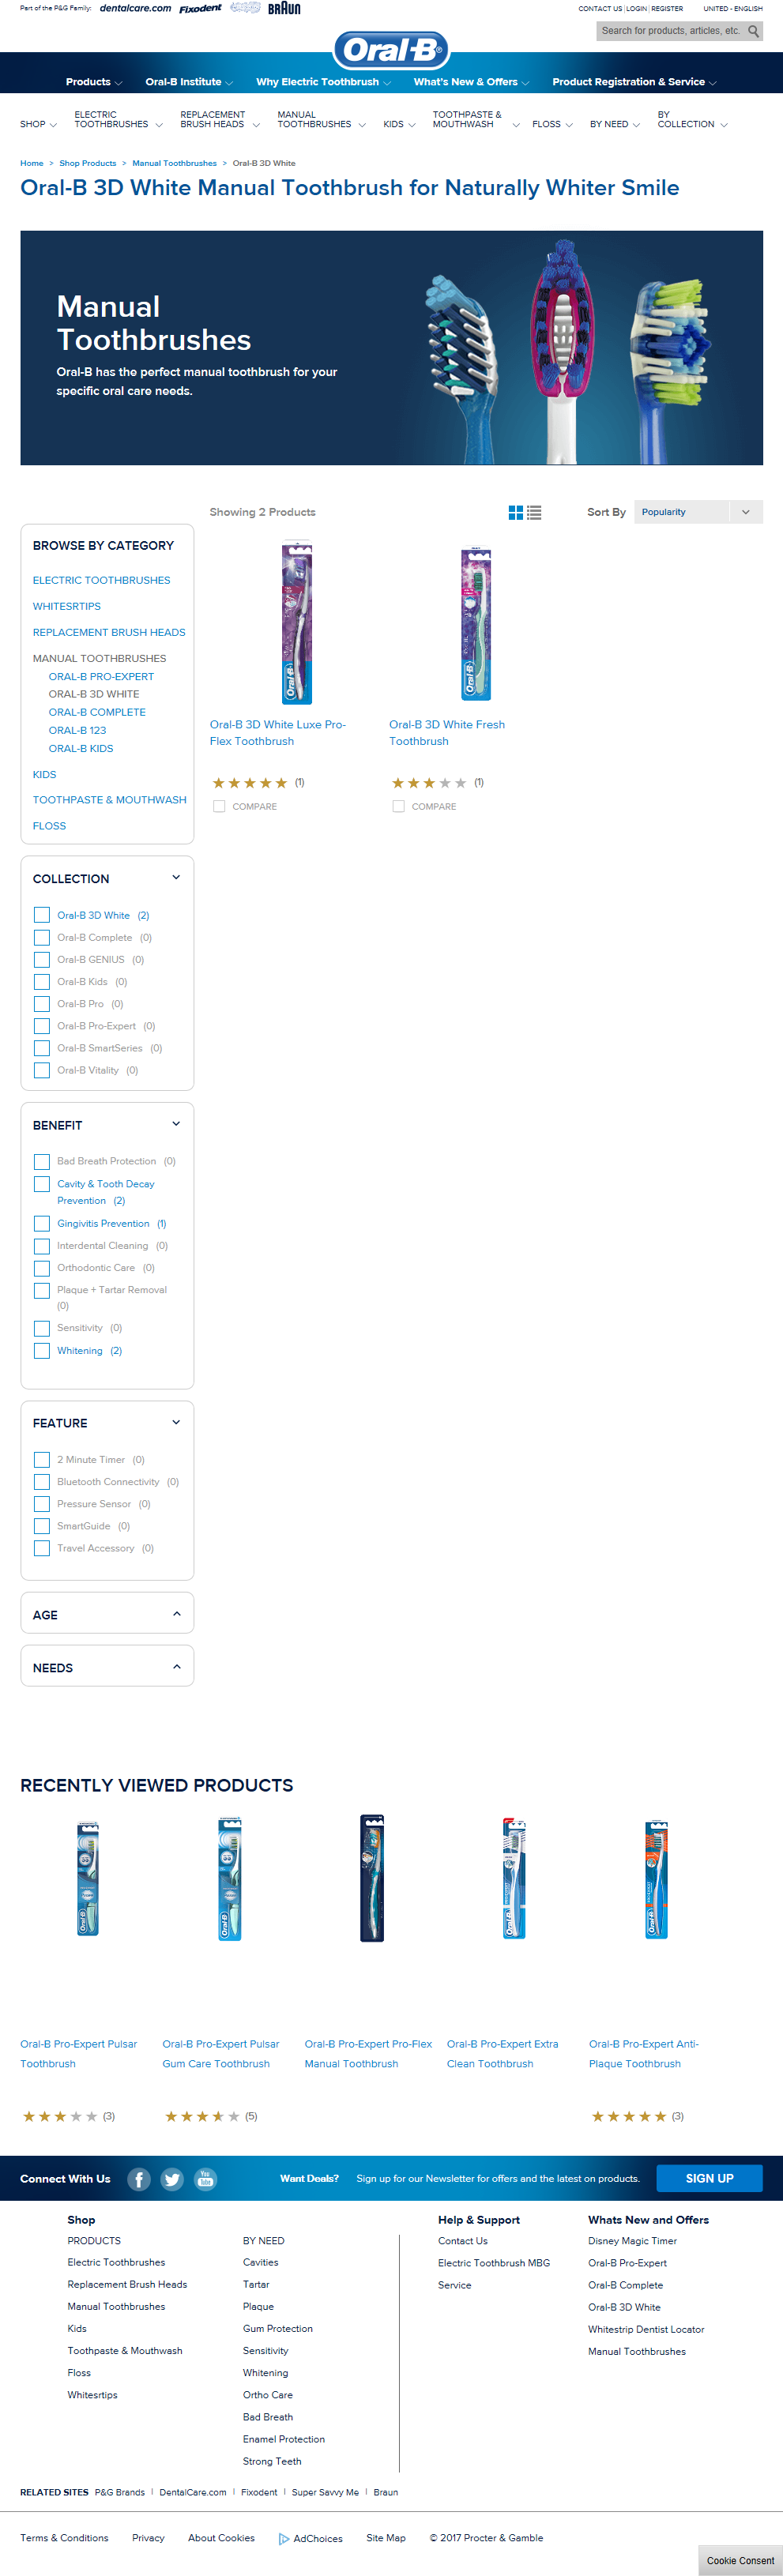 Part of the P&G Family: dentalcare.com Fixodent BRAUN
CONTACT US | LOGIN | REGISTER UNITED - ENGLISH
Search for products, articles, etc.
Oral-B®
Products Oral-B Institute Why Electric Toothbrush What's New & Offers Product Registration & Service
SHOP
ELECTRIC TOOTHBRUSHES
REPLACEMENT BRUSH HEADS
MANUAL TOOTHBRUSHES
KIDS
TOOTHPASTE & MOUTHWASH
FLOSS
BY NEED
BY COLLECTION
Home > Shop Products > Manual Toothbrushes > Oral-B 3D White
Oral-B 3D White Manual Toothbrush for Naturally Whiter Smile
Manual
Toothbrushes
Oral-B has the perfect manual toothbrush for your
specific oral care needs.
Showing 2 Products
Sort By Popularity
BROWSE BY CATEGORY
ELECTRIC TOOTHBRUSHES
WHITESRTIPS
REPLACEMENT BRUSH HEADS
MANUAL TOOTHBRUSHES
ORAL-B PRO-EXPERT
ORAL-B 3D WHITE
ORAL-B COMPLETE
ORAL-B 123
ORAL-B KIDS
KIDS
TOOTHPASTE & MOUTHWASH
FLOSS
Oral-B
Oral-B 3D White Luxe Pro-
Flex Toothbrush
(1)
COMPARE
Oral-B
Oral-B 3D White Fresh
Toothbrush
(1)
COMPARE
COLLECTION
Oral-B 3D White (2)
Oral-B Complete (0)
Oral-B GENIUS (0)
Oral-B Kids (0)
Oral-B Pro (0)
Oral-B Pro-Expert (0)
Oral-B SmartSeries (0)
Oral-B Vitality (0)
BENEFIT
Bad Breath Protection (0)
Cavity & Tooth Decay
Prevention (2)
Gingivitis Prevention (1)
Interdental Cleaning (0)
Orthodontic Care (0)
Plaque + Tartar Removal
(0)
Sensitivity (0)
Whitening (2)
FEATURE
2 Minute Timer (0)
Bluetooth Connectivity (0)
Pressure Sensor (0)
SmartGuide (0)
Travel Accessory (0)
AGE
NEEDS
RECENTLY VIEWED PRODUCTS
Oral-B
Oral-B
Oral-B
Oral-B
Oral-B Pro-Expert Pulsar
Toothbrush
(3)
Oral-B Pro-Expert Pulsar
Gum Care Toothbrush
(5)
Oral-B Pro-Expert Pro-Flex
Manual Toothbrush
Oral-B Pro-Expert Extra
Clean Toothbrush
Oral-B Pro-Expert Anti-
Plaque Toothbrush
(3)
Connect With Us
You Tube
Want Deals? Sign up for our Newsletter for offers and the latest on products. SIGN UP
Shop
PRODUCTS
Electric Toothbrushes
Replacement Brush Heads
Manual Toothbrushes
Kids
Toothpaste & Mouthwash
Floss
Whitesrtips
BY NEED
Cavities
Tartar
Plaque
Gum Protection
Sensitivity
Whitening
Ortho Care
Bad Breath
Enamel Protection
Strong Teeth
Help & Support
Contact Us
Electric Toothbrush MBG
Service
Whats New and Offers
Disney Magic Timer
Oral-B Pro-Expert
Oral-B Complete
Oral-B 3D White
Whitestrip Dentist Locator
Manual Toothbrushes
RELATED SITES P&G Brands | DentalCare.com | Fixodent | Super Savvy Me | Braun
Terms & Conditions Privacy About Cookies AdChoices Site Map © 2017 Procter & Gamble
Cookie Consent